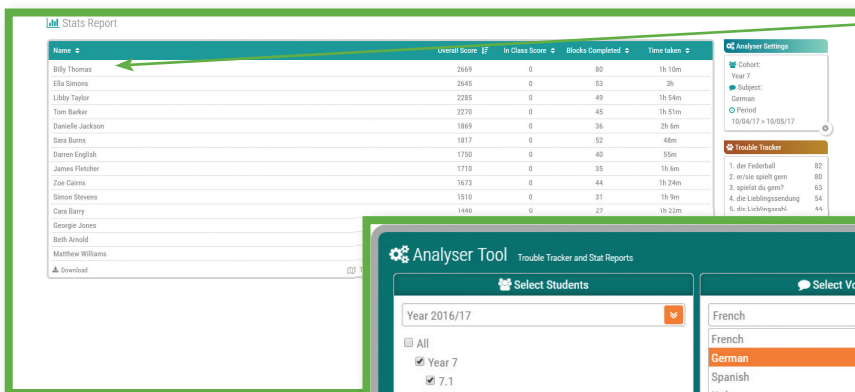 Stats Report
Name Overall Score In Class Score Blocks Completed Time taken
Billy Thomas 2669 0 80 1h 10m
Ella Simons 2645 0 53 3h
Libby Taylor 2285 0 49 1h 54m
Tom Barker 2270 0 45 1h 51m
Danielle Jackson 1869 0 36 2h 6m
Sara Burns 1817 0 52 48m
Darren English 1750 0 40 55m
James Fletcher 1710 0 35 1h 6m
Zoe Cairns 1673 0 44 1h 24m
Simon Stevens 1510 0 31 1h 9m
Cara Barry 1440 0 27 1h 22m
Georgie Jones
Beth Arnold
Matthew Williams
Download
Analyser Settings
Cohort:
Year 7
Subject:
German
Period
10/04/17 > 10/05/17
Trouble Tracker
1. der Federball 82
2. er/sie spielt gern 80
3. spielst du gern? 63
4. die Lieblingssendung 54
5. die Lieblingszahl 44
Analyser Tool Trouble Tracker and Stat Reports
Select Students
Year 2016/17
All
Year 7
7.1
Select Vo
French
French
German
Spanish